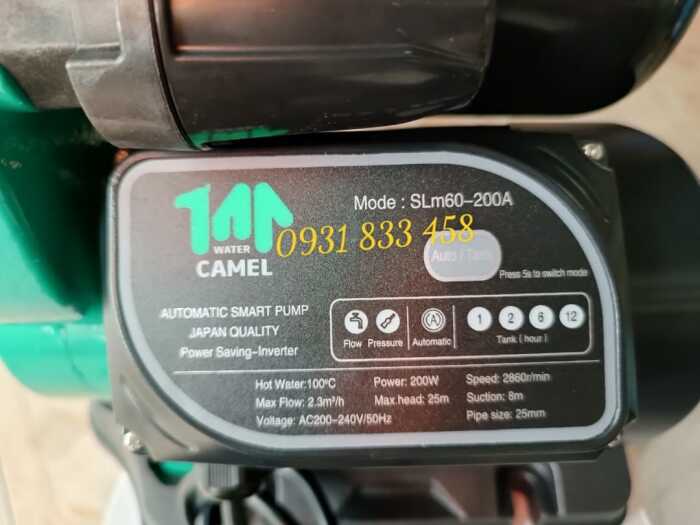 Mode : SLm60-200A
WATER
CAMEL
0931 833 458
Auto / Tank
Press 5s to switch mode
AUTOMATIC SMART PUMP
JAPAN QUALITY
Power Saving-Inverter
Flow Pressure Automatic
1 2 6 12
Tank ( hour )
Hot Water:100ºC Power: 200W Speed: 2860r/min
Max Flow: 2.3m³/h Max.head: 25m Suction: 8m
Voltage: AC200-240V/50Hz Pipe size: 25mm